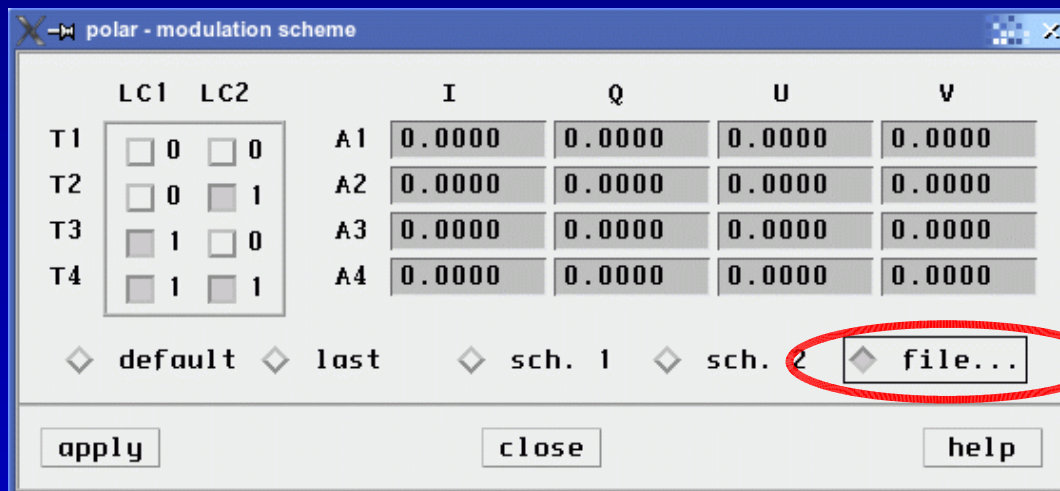 polar - modulation scheme
LC1 LC2 I Q U V
T1 0 0 A1 0.0000 0.0000 0.0000 0.0000
T2 0 1 A2 0.0000 0.0000 0.0000 0.0000
T3 1 0 A3 0.0000 0.0000 0.0000 0.0000
T4 1 1 A4 0.0000 0.0000 0.0000 0.0000
default last sch. 1 sch. 2 file...
apply close help